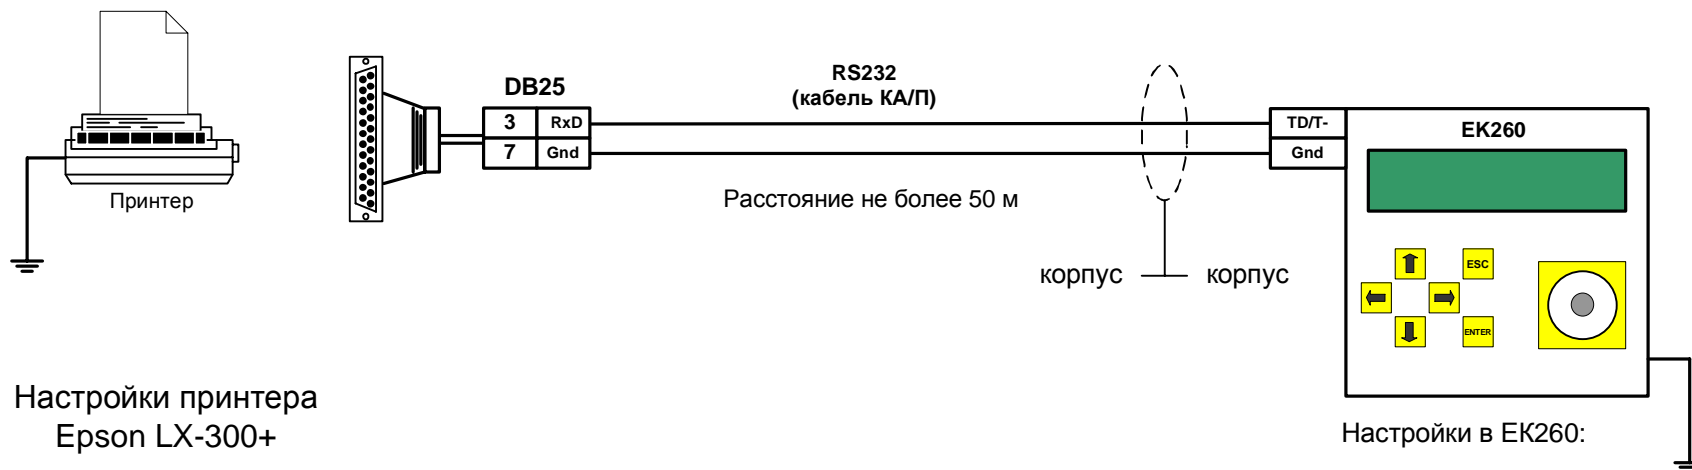 Принтер
DB25
3 RxD
7 Gnd
RS232
(кабель КА/П)
Расстояние не более 50 м
корпус
корпус
TD/T-
Gnd
EK260
ESC
ENTER
Настройки принтера
Epson LX-300+
Настройки в ЕК260: